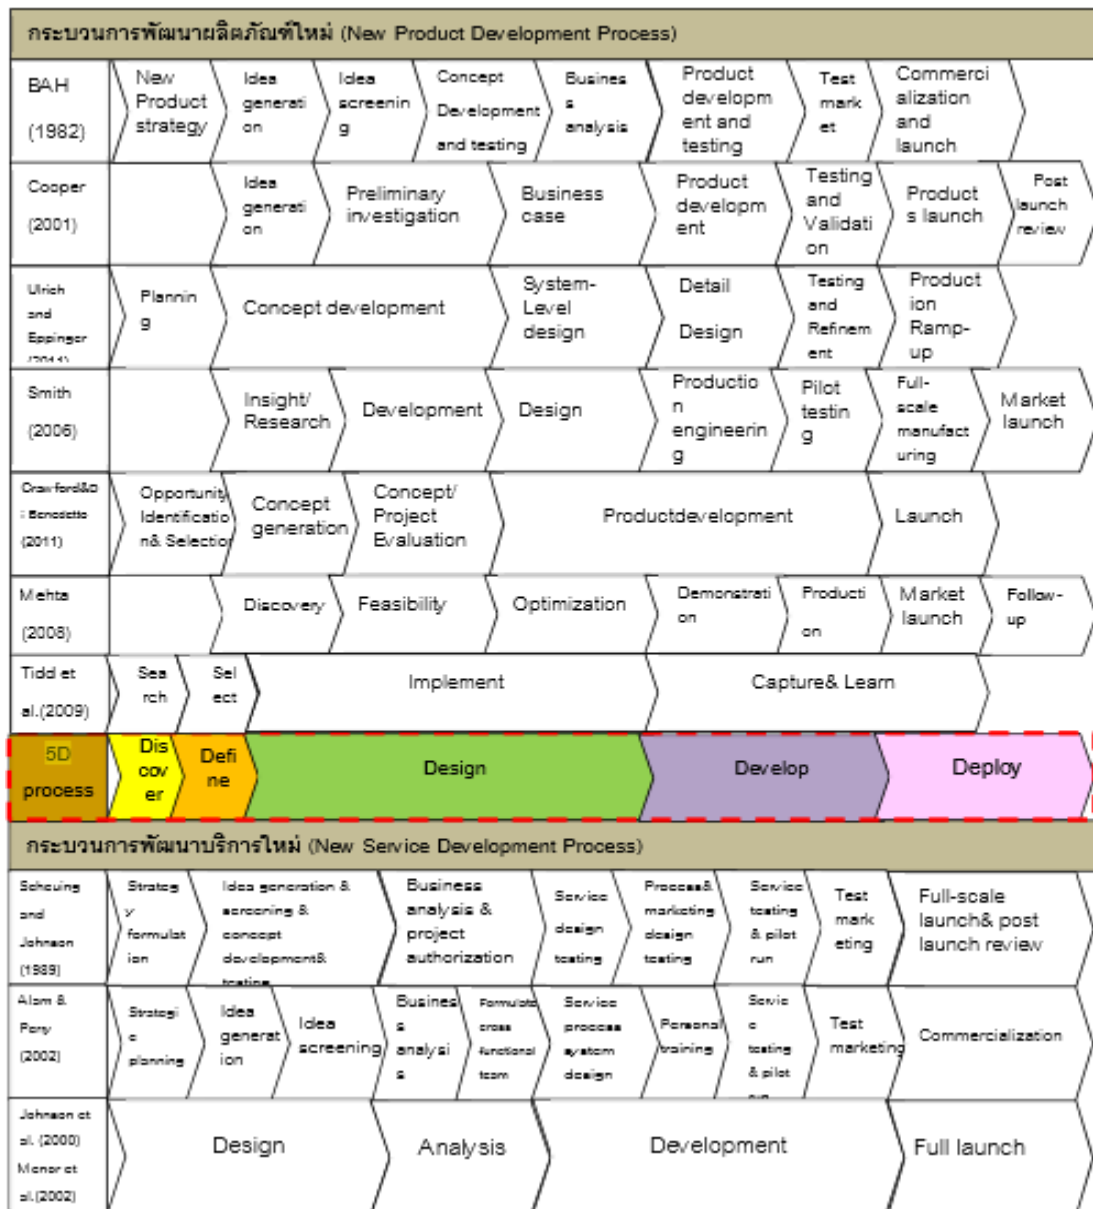 กระบวนการพัฒนาผลิตภัณฑ์ใหม่ (New Product Development Process)
BAH
(1982)
New
Product
strategy
Idea
generati
on
Idea
screenin
g
Concept
Development
and testing
Busines
s
analysis
Product
developm
ent and
testing
Test
mark
et
Commerci
alization
and
launch
Cooper
(2001)
Idea
generati
on
Preliminary
investigation
Business
case
Product
developm
ent
Testing
and
Validati
on
Product
s launch
Post
launch
review
Ulrich
and
Eppinger
(2011)
Plannin
g
Concept development
System-
Level
design
Detail
Design
Testing
and
Refinem
ent
Product
ion
Ramp-
up
Smith
(2006)
Insight/
Research
Development
Design
Productio
n
engineerin
g
Pilot
testin
g
Full-
scale
manufact
uring
Market
launch
Crawford&D
i Benedetto
(2011)
Opportunity
Identificatio
n& Selection
Concept
generation
Concept/
Project
Evaluation
Productdevelopment
Launch
Mehta
(2008)
Discovery
Feasibility
Optimization
Demonstrati
on
Producti
on
Market
launch
Follow-
up
Tidd et
al.(2009)
Sea
rch
Sel
ect
Implement
Capture& Learn
5D
process
Dis
cov
er
Defi
ne
Design
Develop
Deploy
กระบวนการพัฒนาบริการใหม่ (New Service Development Process)
Scheuing
and
Johnson
(1989)
Strateg
y
formulat
ion
Idea generation &
screening &
concept
development&
testing
Business
analysis &
project
authorization
Service
design
testing
Process&
marketing
design
testing
Service
testing
& pilot
run
Test
mark
eting
Full-scale
launch& post
launch review
Alam &
Perry
(2002)
Strategi
c
planning
Idea
generat
ion
Idea
screening
Busines
s
analysi
s
Formulate
cross
functional
team
Service
process
system
design
Personal
training
Servic
e
testing
& pilot
run
Test
marketing
Commercialization
Johnson et
al. (2000)
Menor et
al.(2002)
Design
Analysis
Development
Full launch